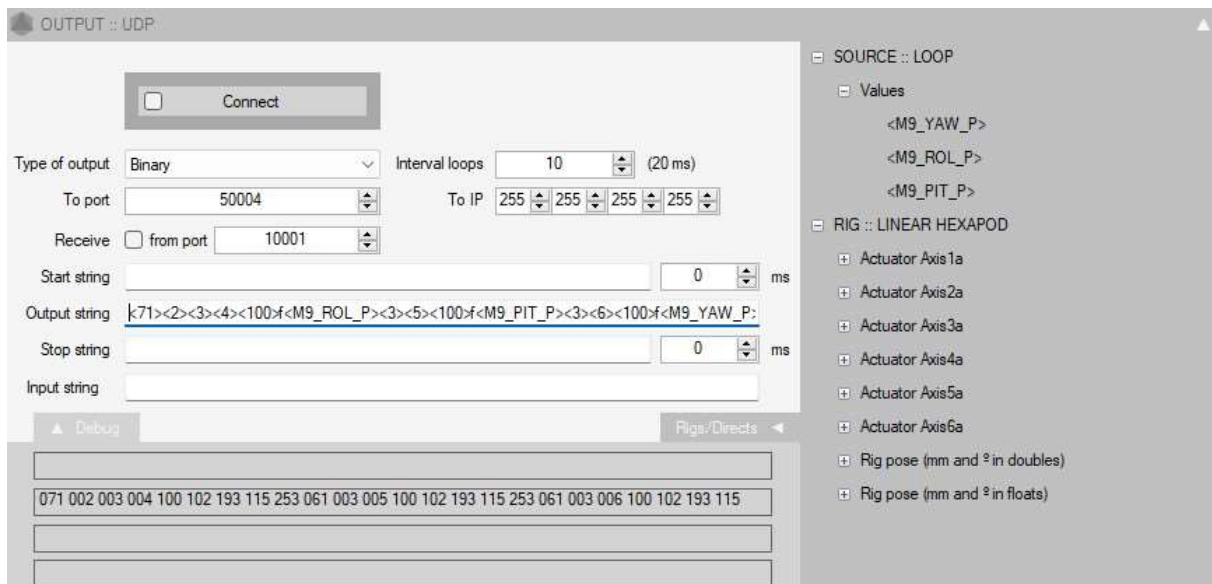 OUTPUT :: UDP
Connect
Type of output Binary Interval loops 10 (20 ms)
To port 50004 To IP 255 255 255 255
Receive from port 10001
Start string 0 ms
Output string <71><2><3><4><100>f<M9_ROL_P><3><5><100>f<M9_PIT_P><3><6><100>f<M9_YAW_P>
Stop string 0 ms
Input string
Debug Rigs/Directs
071 002 003 004 100 102 193 115 253 061 003 005 100 102 193 115 253 061 003 006 100 102 193 115
SOURCE :: LOOP
Values
<M9_YAW_P>
<M9_ROL_P>
<M9_PIT_P>
RIG :: LINEAR HEXAPOD
Actuator Axis1a
Actuator Axis2a
Actuator Axis3a
Actuator Axis4a
Actuator Axis5a
Actuator Axis6a
Rig pose (mm and º in doubles)
Rig pose (mm and º in floats)